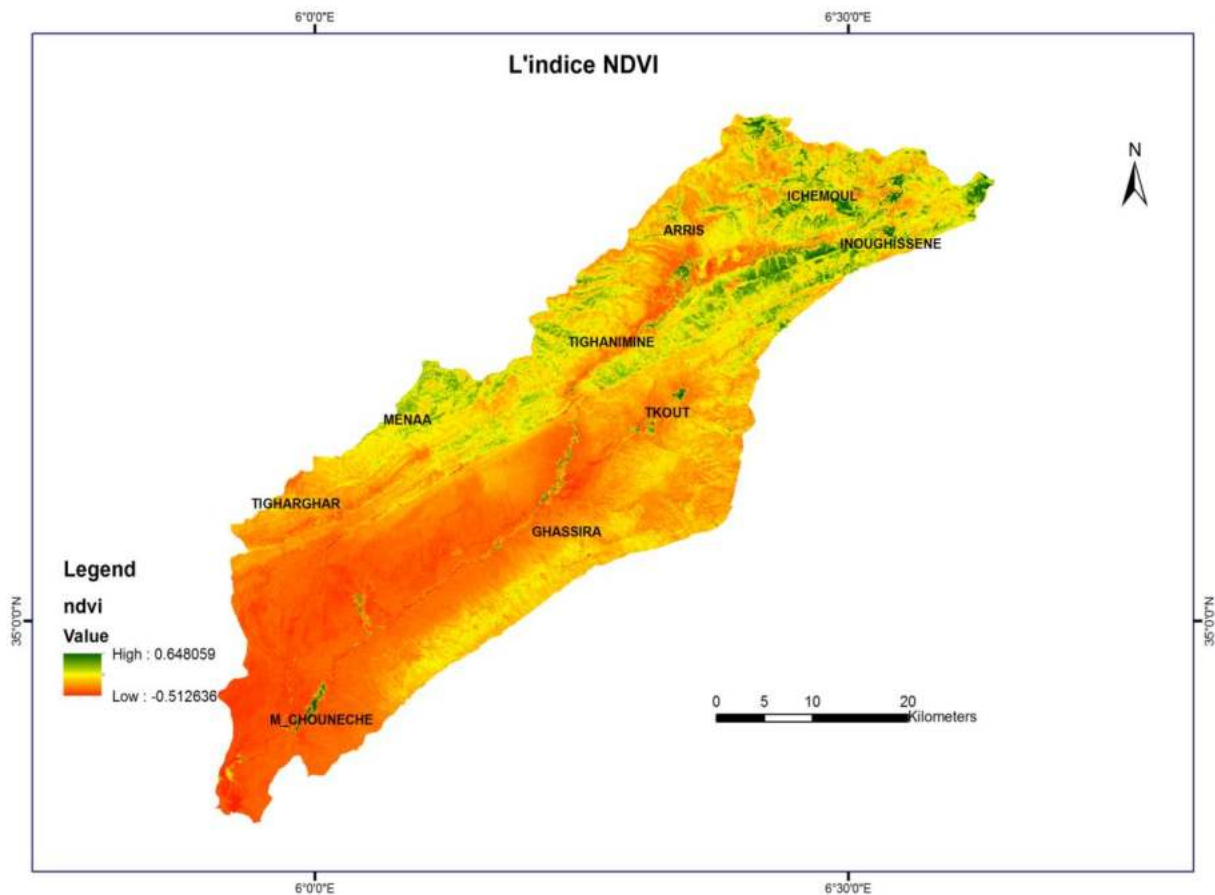 6°0'0"E
6°30'0"E
L'indice NDVI
N
ICHEMOUL
ARRIS
INOUGHISSENE
TIGHANIMINE
MENAA
TKOUT
TIGHARGHAR
GHASSIRA
Legend
ndvi
Value
High : 0.648059
Low : -0.512636
35°0'0"N
35°0'0"N
M_CHOUNECHE
0 5 10 20
Kilometers
6°0'0"E
6°30'0"E